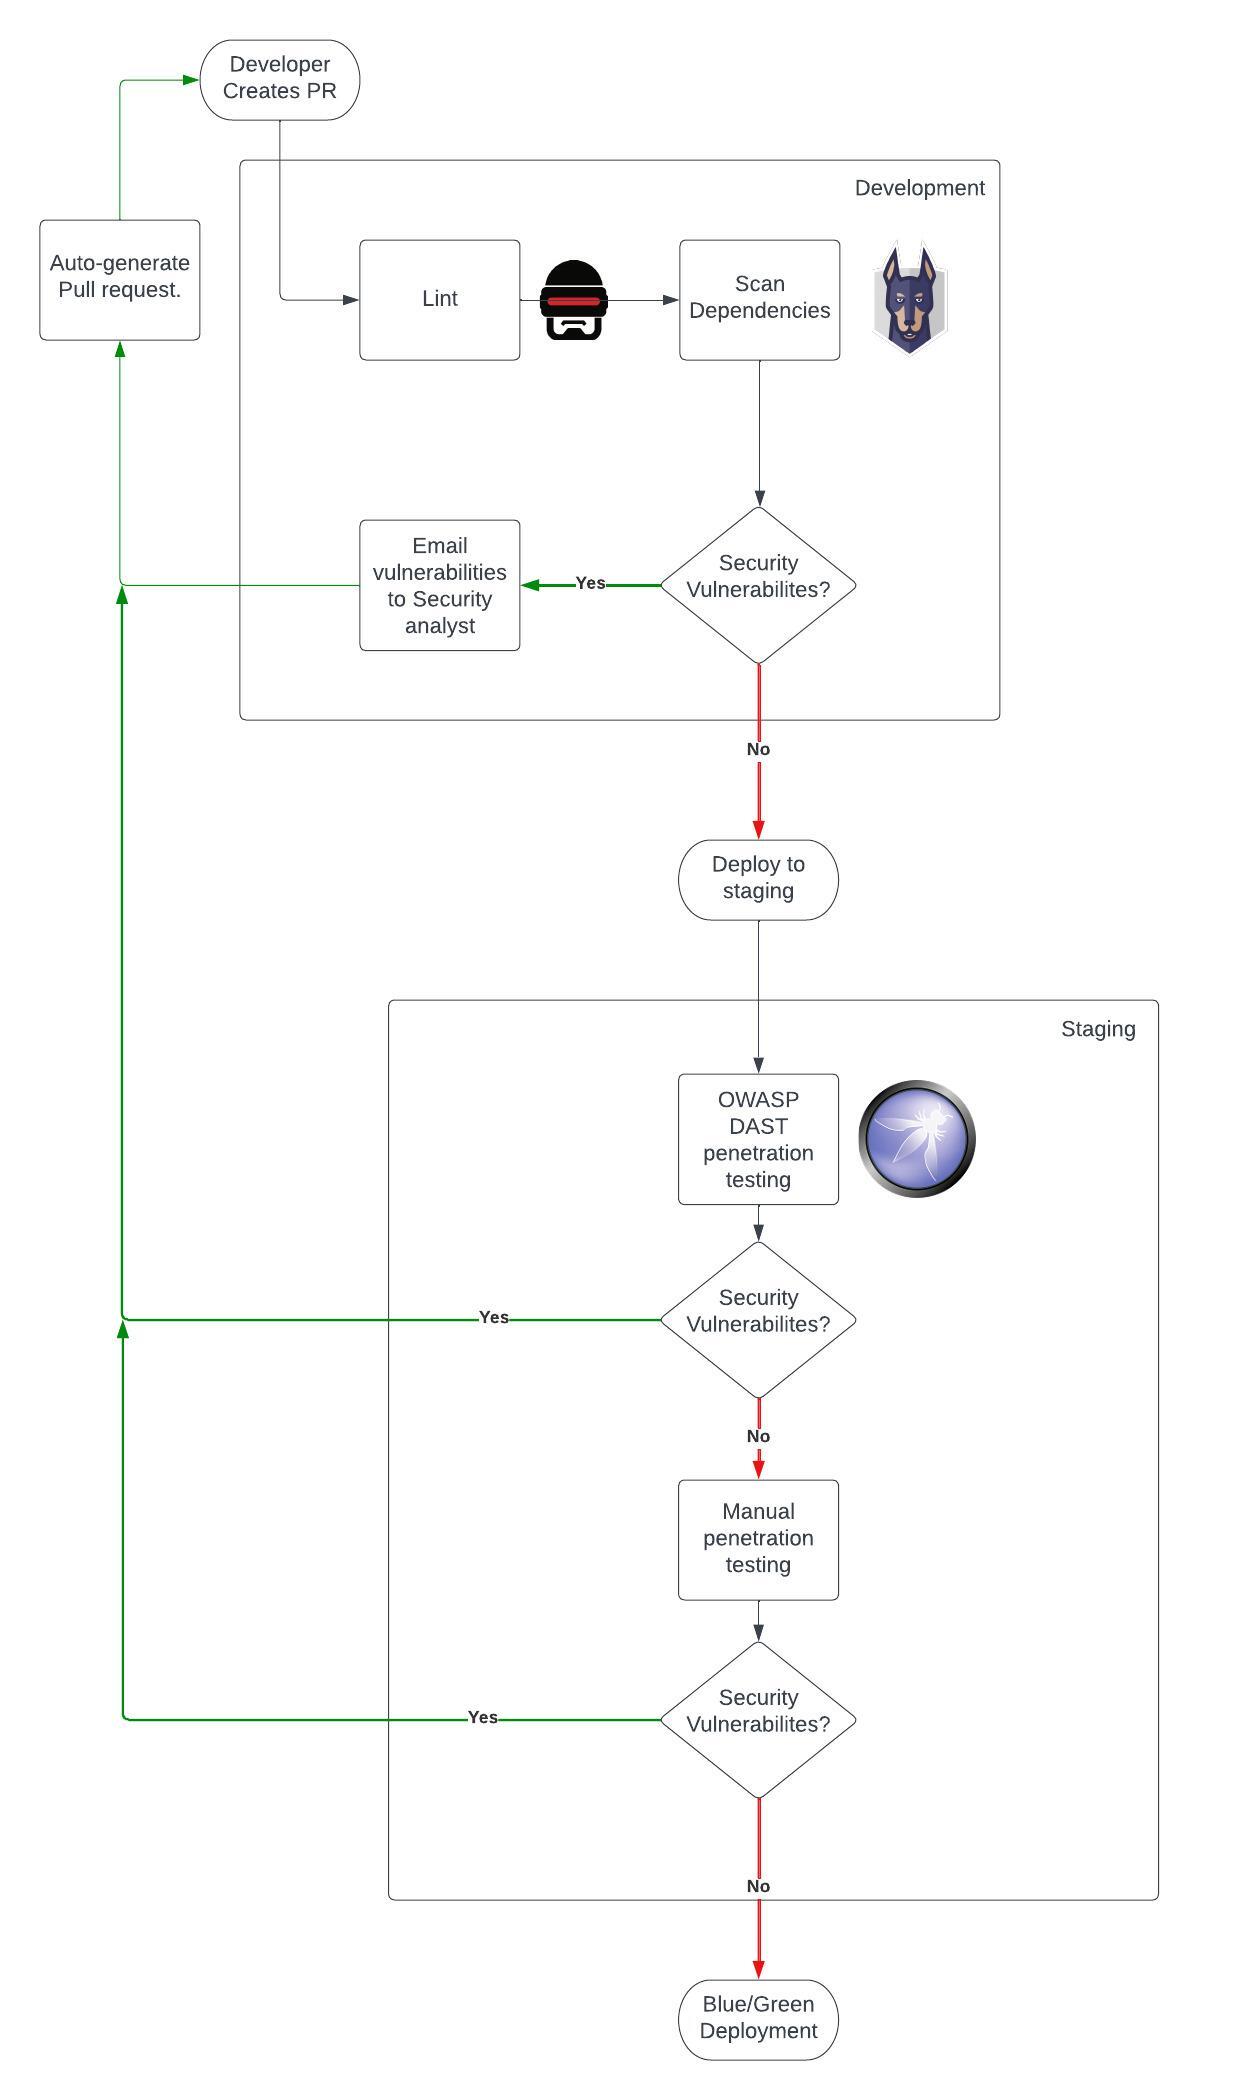 Developer
Creates PR
Development
Auto-generate
Pull request.
Lint
Scan
Dependencies
Email
vulnerabilities
to Security
analyst
Yes
Security
Vulnerabilites?
No
Deploy to
staging
Staging
OWASP
DAST
penetration
testing
Security
Vulnerabilites?
Yes
No
Manual
penetration
testing
Security
Vulnerabilites?
Yes
No
Blue/Green
Deployment